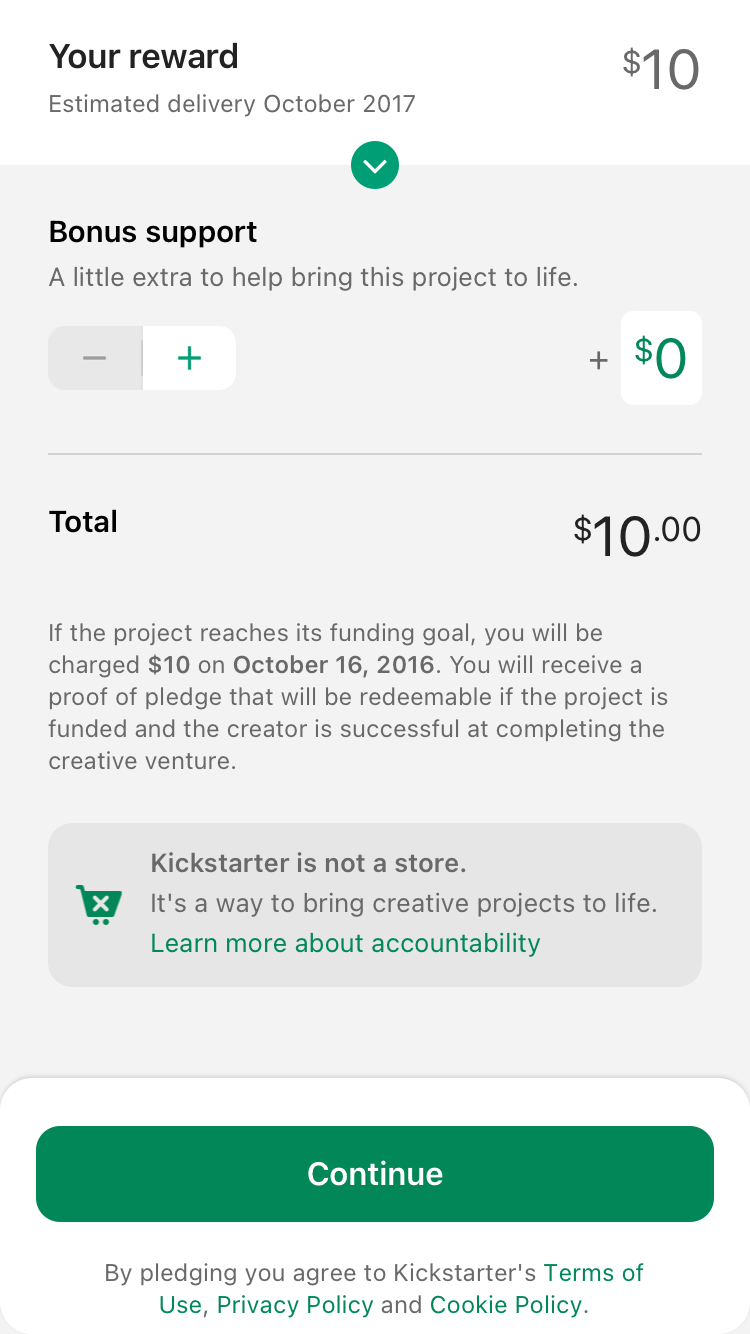 Your reward
$10
Estimated delivery October 2017
Bonus support
A little extra to help bring this project to life.
− +
+ $0
Total
$10.00
If the project reaches its funding goal, you will be
charged $10 on October 16, 2016. You will receive a
proof of pledge that will be redeemable if the project is
funded and the creator is successful at completing the
creative venture.
Kickstarter is not a store.
It's a way to bring creative projects to life.
Learn more about accountability
Continue
By pledging you agree to Kickstarter's Terms of
Use, Privacy Policy and Cookie Policy.